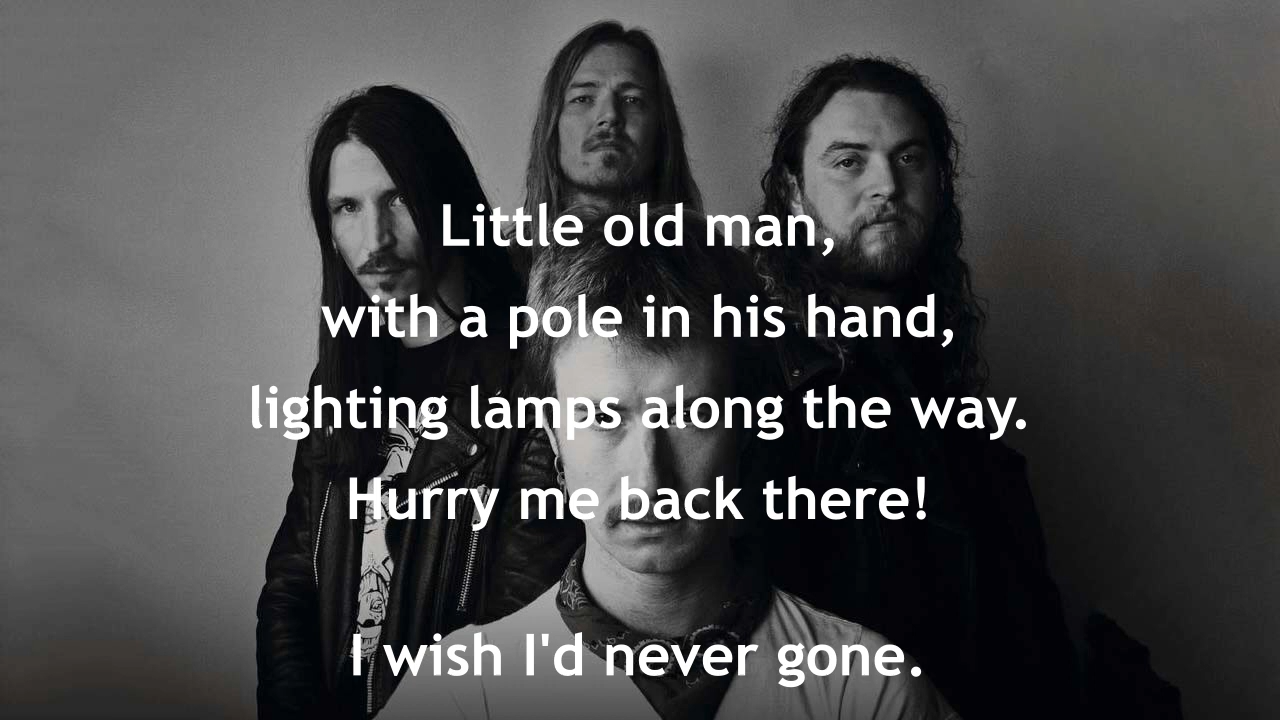 Little old man,
with a pole in his hand,
lighting lamps along the way.
Hurry me back there!
I wish I'd never gone.